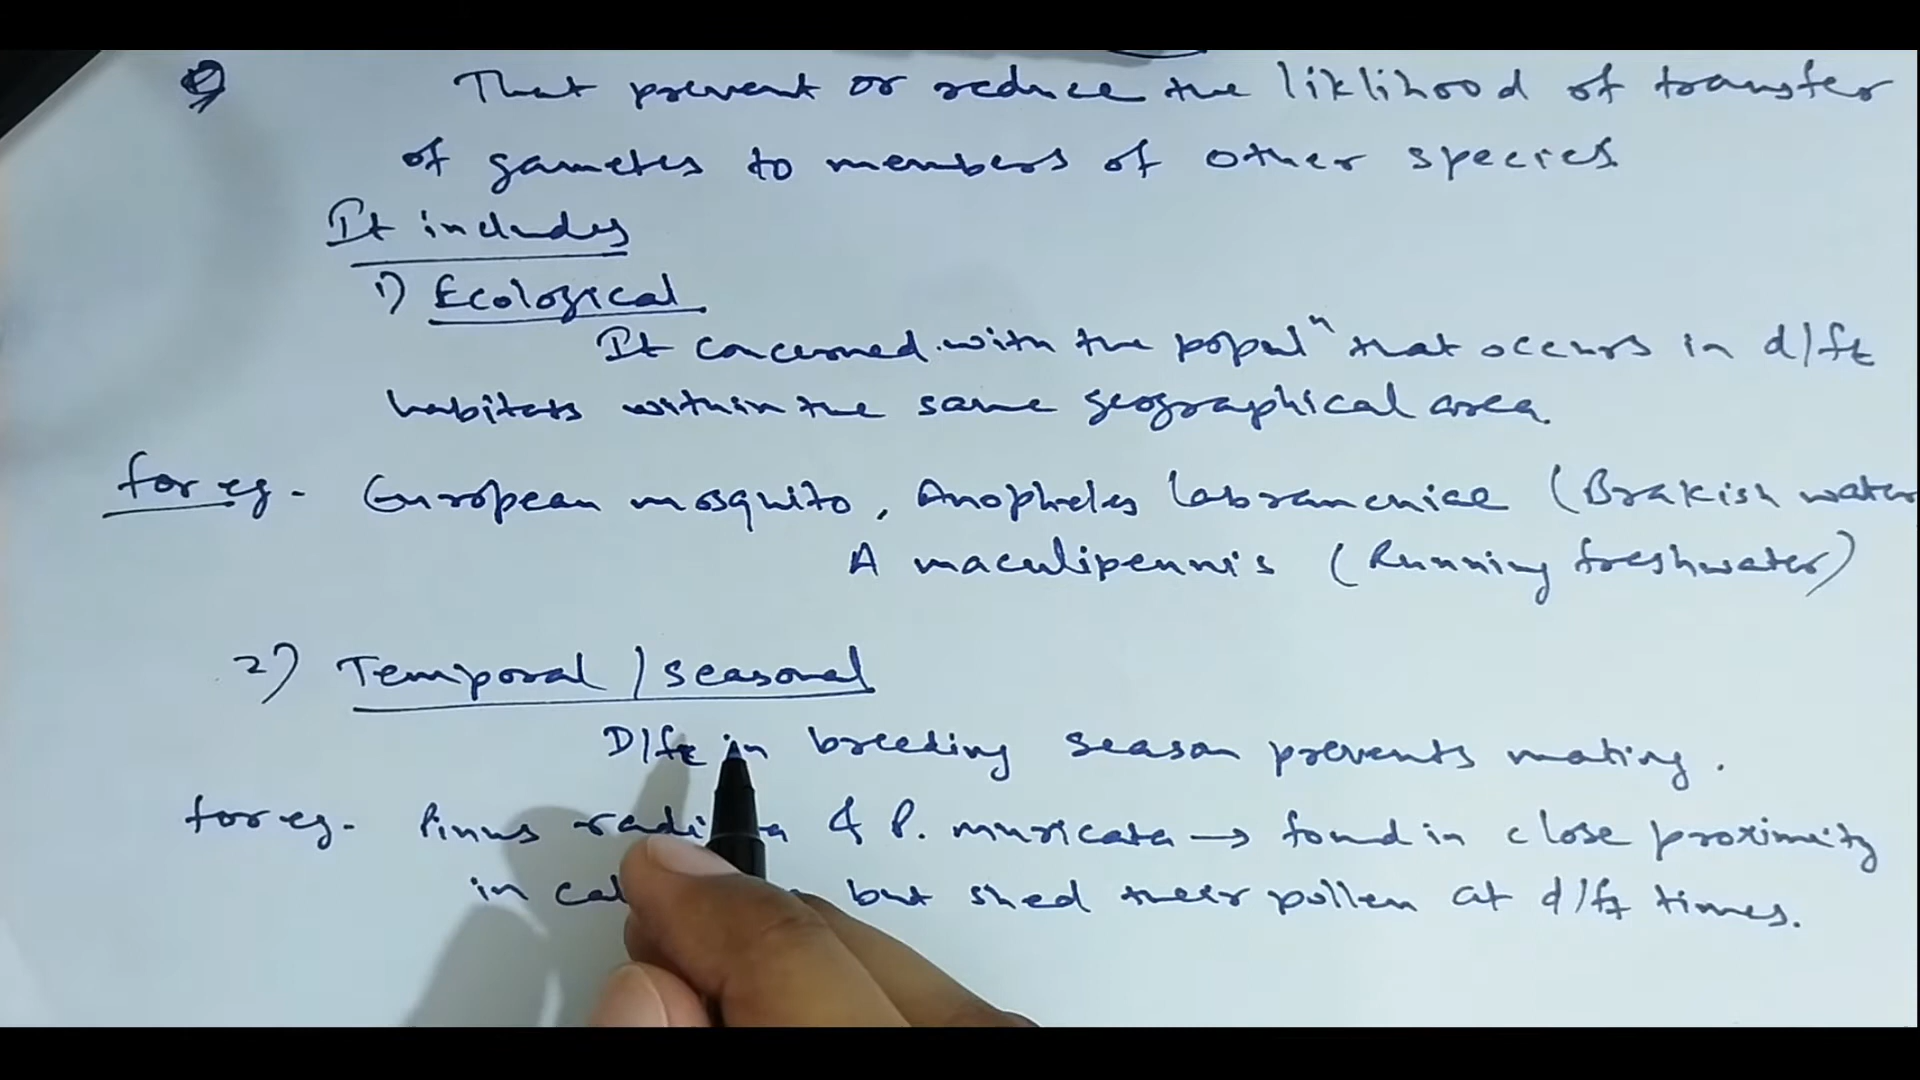 That prevent or reduce the liklihood of transfer
of gametes to members of other species
It includes
1) Ecological
It concerned with the populⁿ that occurs in d/ft
habitats within the same geographical area.
for eg - European mosquito, Anopheles labranchiae (Brakish water
A maculipennis (Running freshwater)
2) Temporal / seasonal
D/ft in breeding season prevents mating.
for eg - Pinus & P. muricata → found in close proximity
in but shed their pollen at d/ft times.